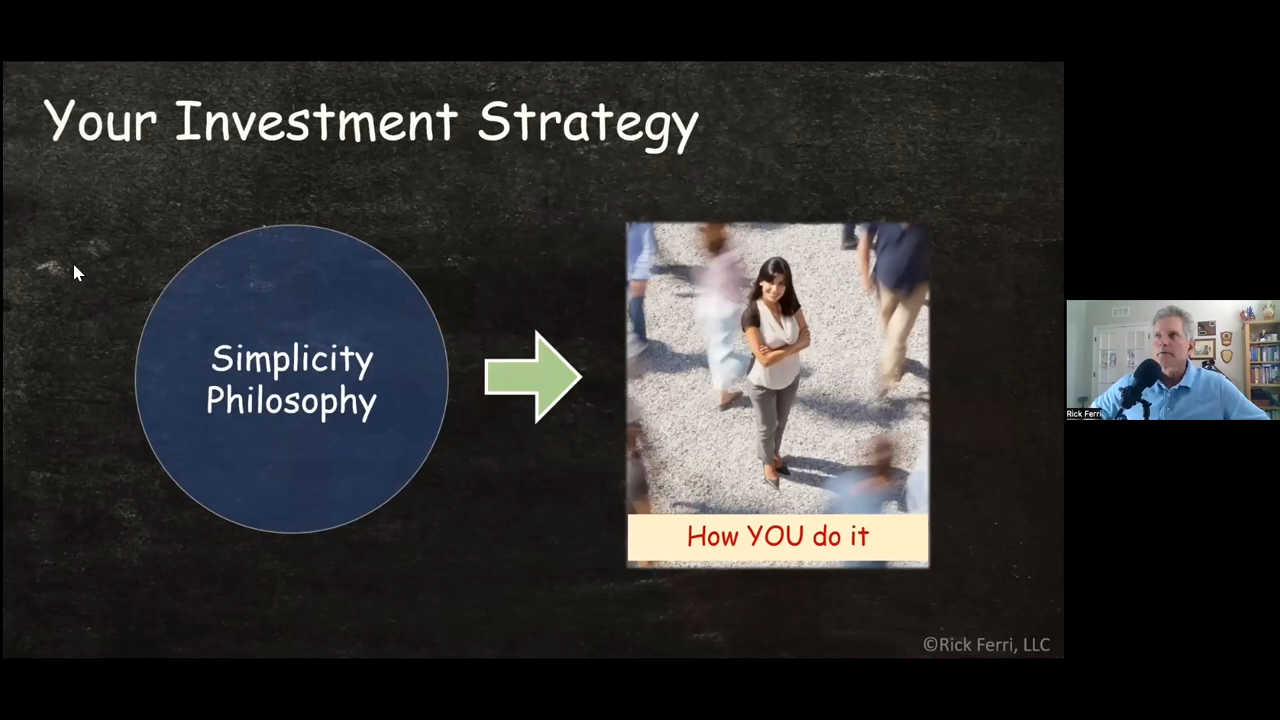 Your Investment Strategy
Simplicity
Philosophy
How YOU do it
Rick Ferri
©Rick Ferri, LLC